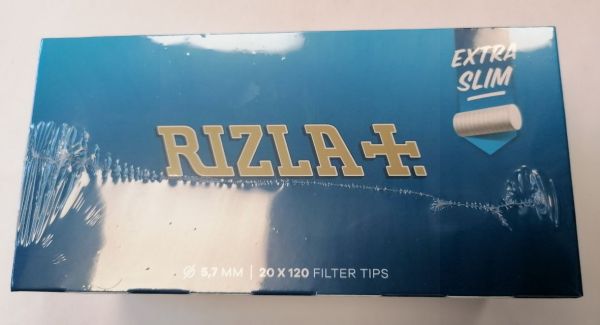 EXTRA
SLIM
RIZLA+.
Ø 5,7 MM | 20 X 120 FILTER TIPS